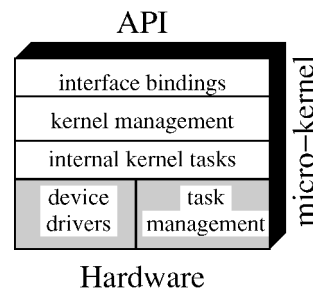 API
interface bindings
kernel management
internal kernel tasks
device
drivers
task
management
micro-kernel
Hardware